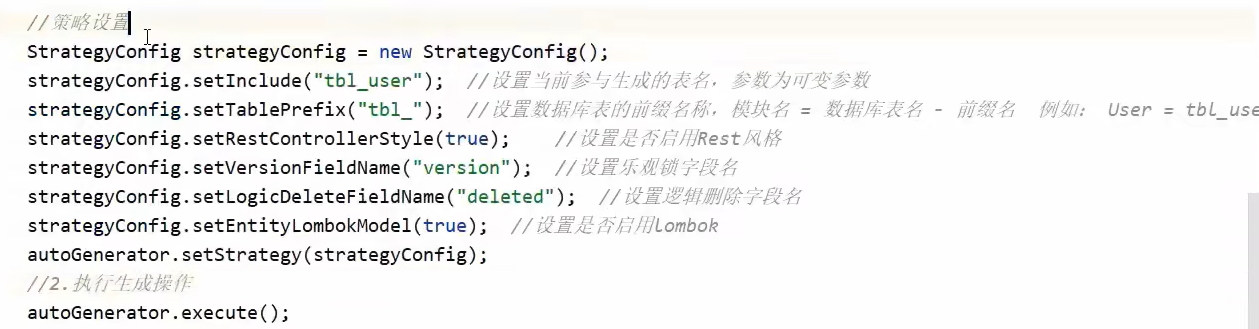 //策略设置
StrategyConfig strategyConfig = new StrategyConfig();
strategyConfig.setInclude("tbl_user");  //设置当前参与生成的表名，参数为可变参数
strategyConfig.setTablePrefix("tbl_");  //设置数据库表的前缀名称，模块名 = 数据库表名 - 前缀名  例如： User = tbl_use
strategyConfig.setRestControllerStyle(true);    //设置是否启用Rest风格
strategyConfig.setVersionFieldName("version");  //设置乐观锁字段名
strategyConfig.setLogicDeleteFieldName("deleted");  //设置逻辑删除字段名
strategyConfig.setEntityLombokModel(true);  //设置是否启用lombok
autoGenerator.setStrategy(strategyConfig);
//2.执行生成操作
autoGenerator.execute();